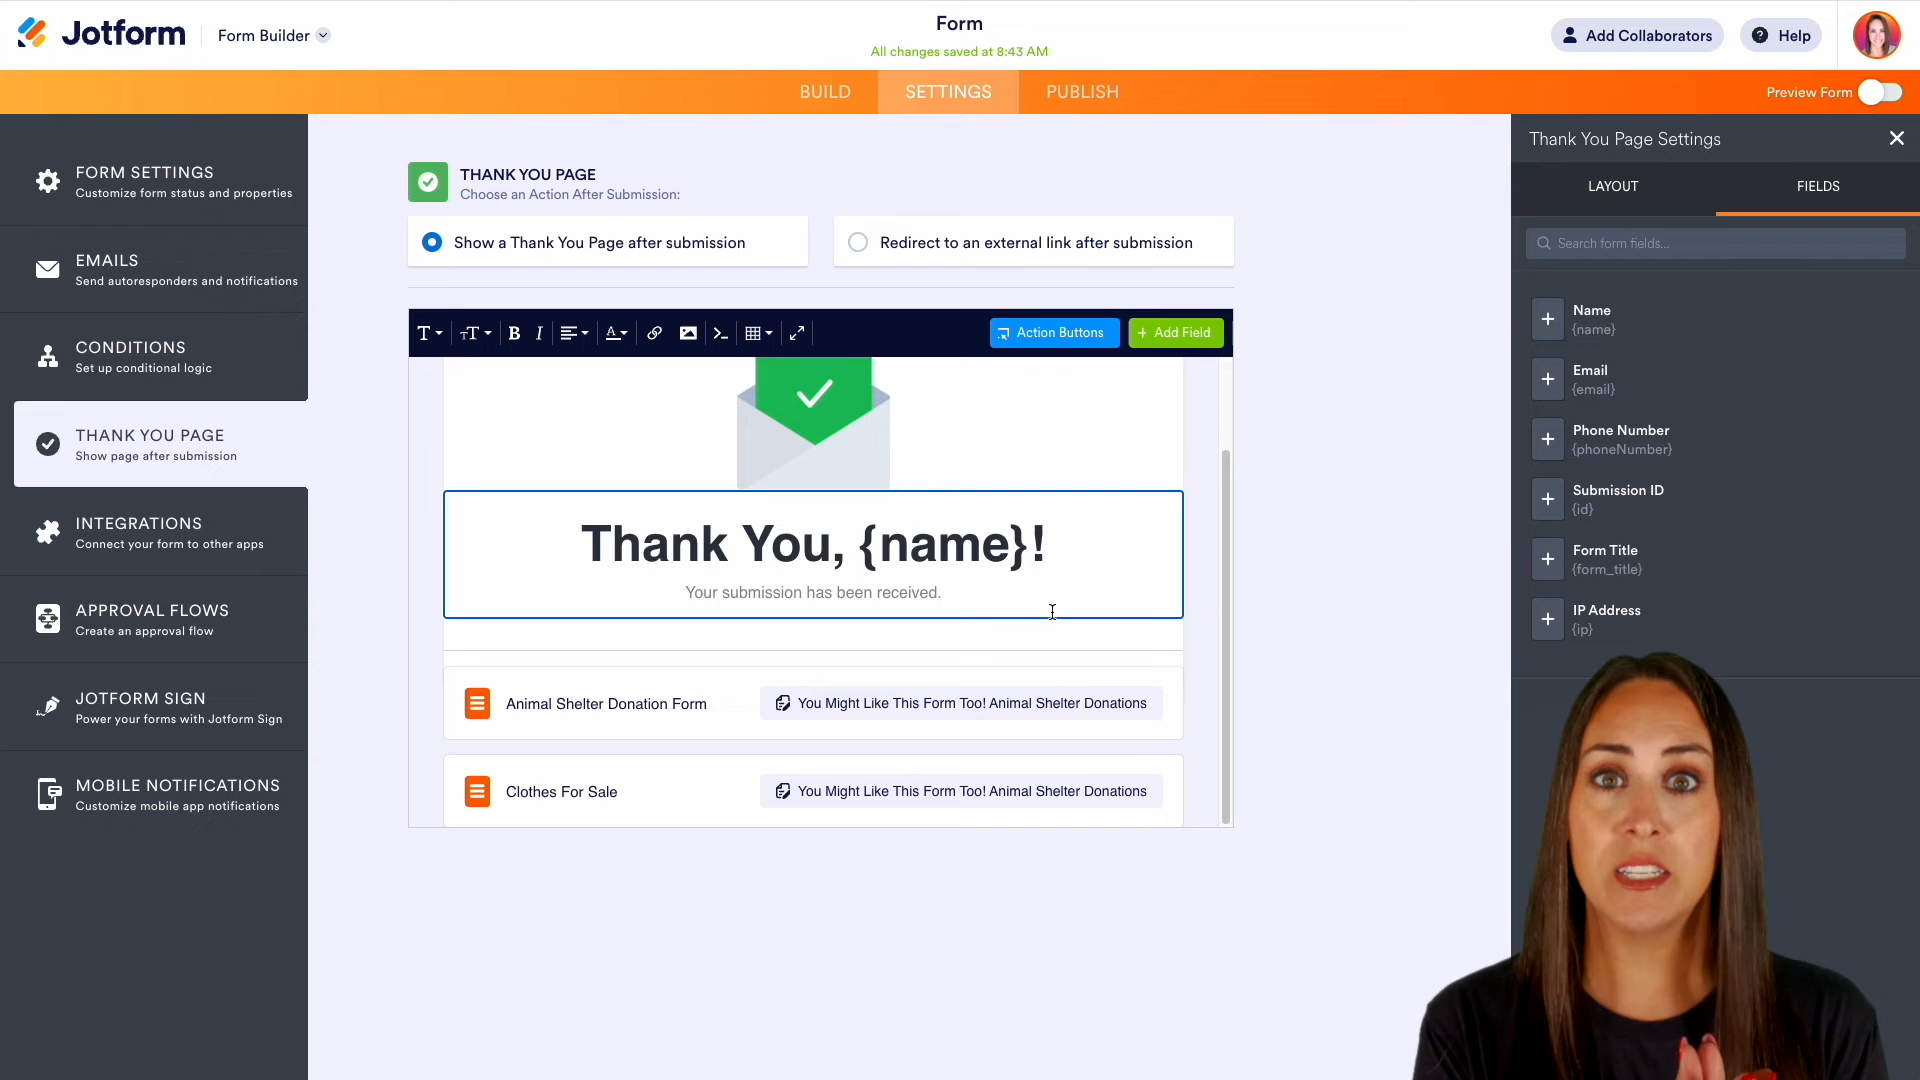 Jotform
Form Builder
Form
All changes saved at 8:43 AM
Add Collaborators
Help
BUILD
SETTINGS
PUBLISH
Preview Form
FORM SETTINGS
Customize form status and properties
EMAILS
Send autoresponders and notifications
CONDITIONS
Set up conditional logic
THANK YOU PAGE
Show page after submission
INTEGRATIONS
Connect your form to other apps
APPROVAL FLOWS
Create an approval flow
JOTFORM SIGN
Power your forms with Jotform Sign
MOBILE NOTIFICATIONS
Customize mobile app notifications
THANK YOU PAGE
Choose an Action After Submission:
Show a Thank You Page after submission
Redirect to an external link after submission
Action Buttons
+ Add Field
Thank You, {name}!
Your submission has been received.
Animal Shelter Donation Form
You Might Like This Form Too! Animal Shelter Donations
Clothes For Sale
You Might Like This Form Too! Animal Shelter Donations
Thank You Page Settings
LAYOUT
FIELDS
Search form fields...
Name
{name}
Email
{email}
Phone Number
{phoneNumber}
Submission ID
{id}
Form Title
{form_title}
IP Address
{ip}